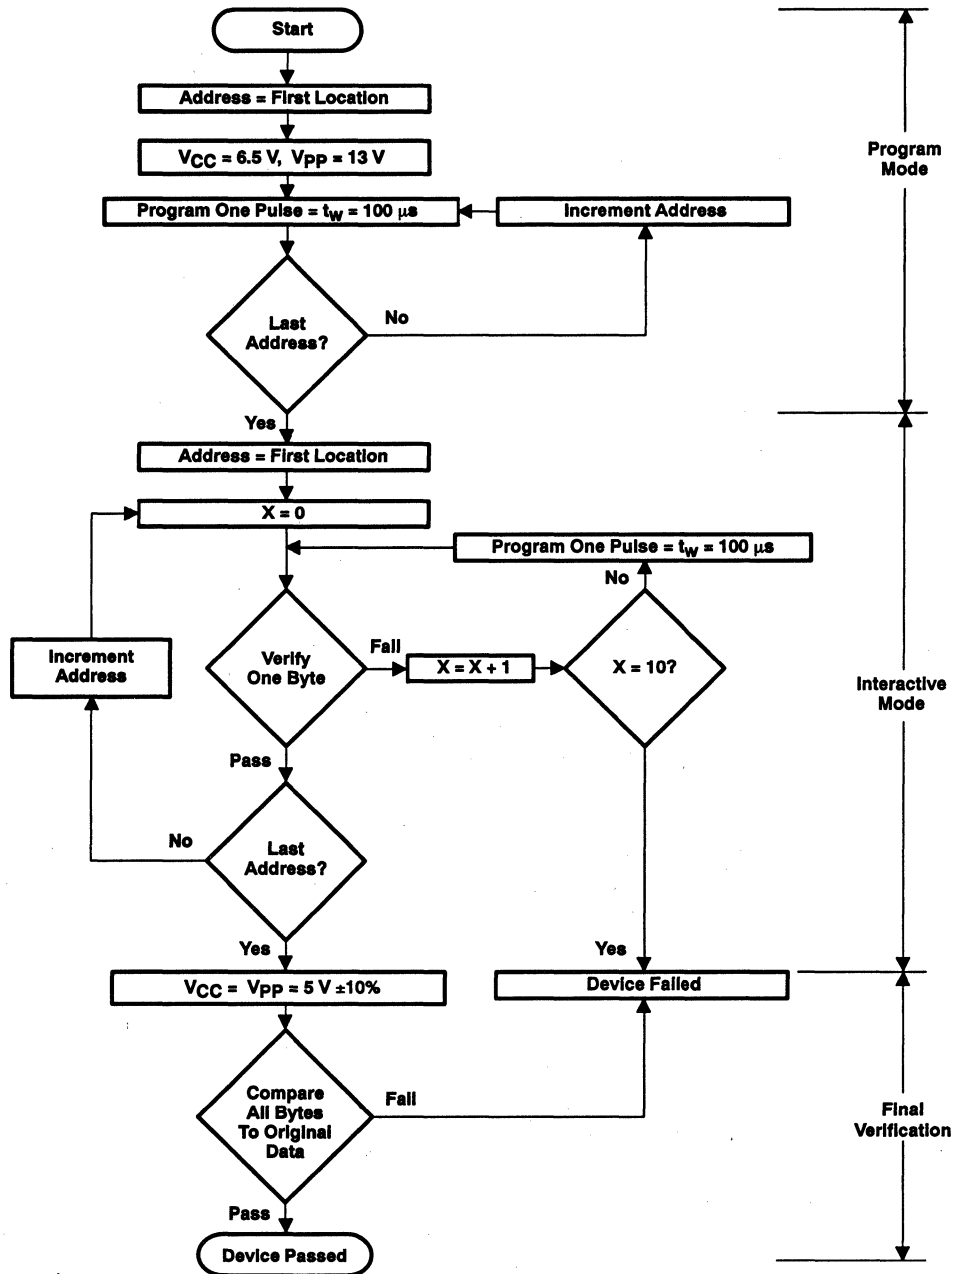 Start
Address = First Location
VCC = 6.5 V, VPP = 13 V
Program One Pulse = tw = 100 μs
Increment Address
Last
Address?
No
Yes
Program
Mode
Address = First Location
X = 0
Program One Pulse = tw = 100 μs
No
Increment
Address
Verify
One Byte
Fail
X = X + 1
X = 10?
Interactive
Mode
Pass
No
Last
Address?
Yes
Yes
VCC = VPP = 5 V ±10%
Device Failed
Compare
All Bytes
To Original
Data
Fail
Final
Verification
Pass
Device Passed